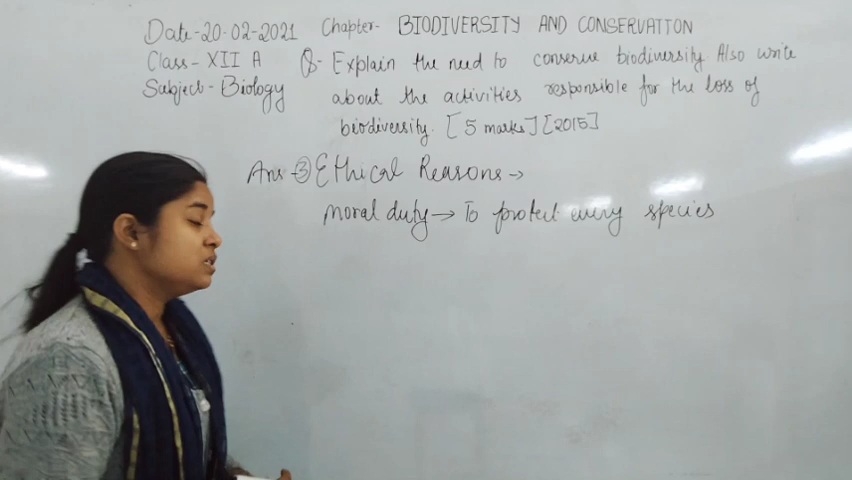 Date-20.02-2021 Chapter- BIODIVERSITY AND CONSERVATION
Class- XII A Q- Explain the need to conserve biodiversity. Also write
Subject- Biology about the activities responsible for the loss of
biodiversity. [5 marks] [2015]
Ans-③ Ethical Reasons→
moral duty → To protect every species